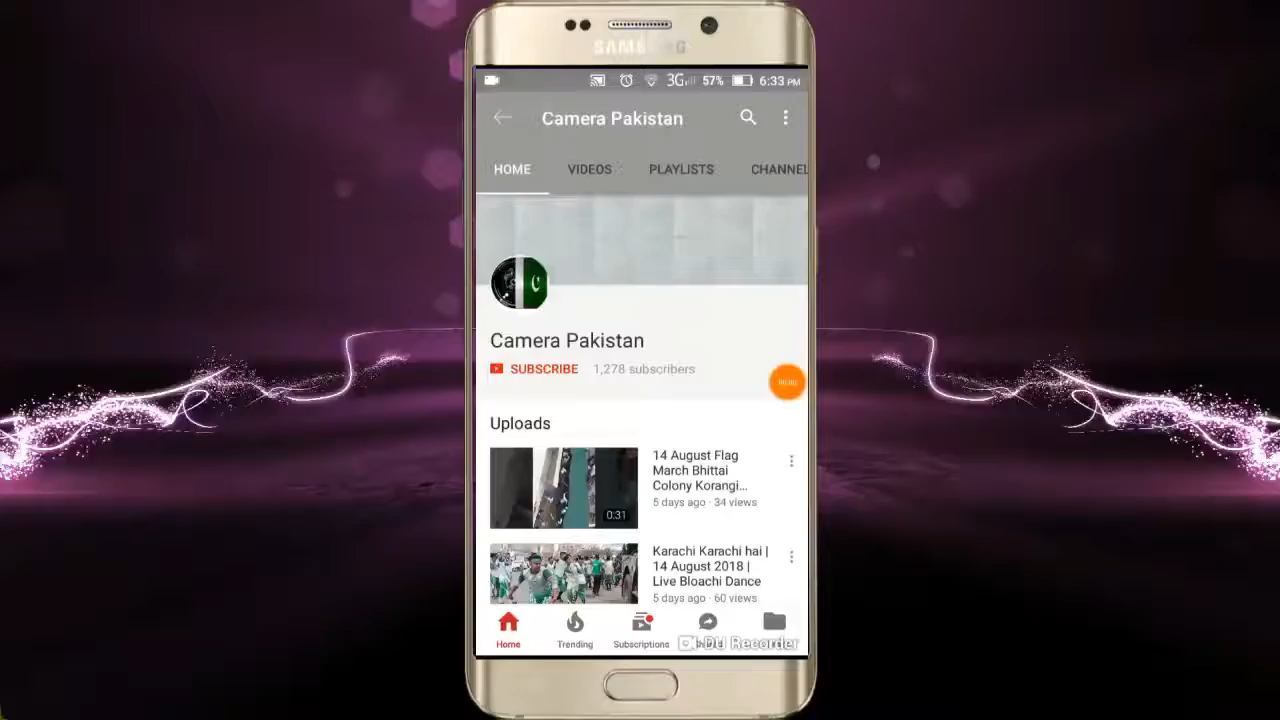 SAMSUNG
3G 57% 6:33 PM
Camera Pakistan
HOME VIDEOS PLAYLISTS CHANNEL
Camera Pakistan
SUBSCRIBE 1,278 subscribers
Uploads
14 August Flag
March Bhittai
Colony Korangi...
5 days ago · 34 views
0:31
Karachi Karachi hai |
14 August 2018 |
Live Bloachi Dance
5 days ago · 60 views
Home Trending Subscriptions
DU Recorder